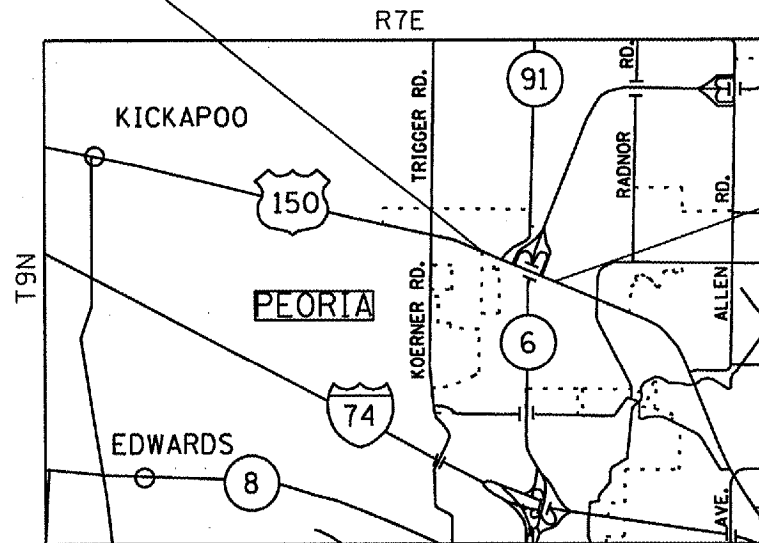 R7E
KICKAPOO
TRIGGER RD.
91
RD.
RADNOR
RD.
150
T9N
PEORIA
KOERNER RD.
6
ALLEN
74
EDWARDS
8
AVE.